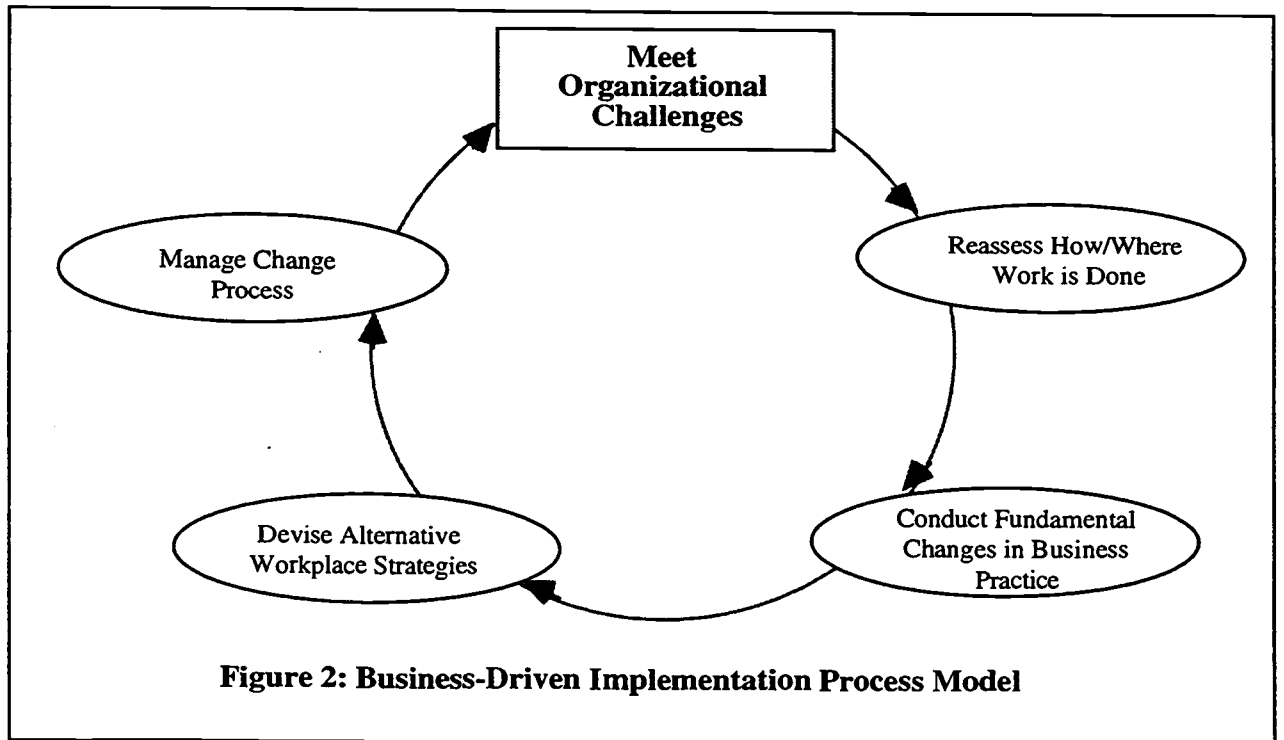 Meet
Organizational
Challenges
Reassess How/Where
Work is Done
Conduct Fundamental
Changes in Business
Practice
Devise Alternative
Workplace Strategies
Manage Change
Process
Figure 2: Business-Driven Implementation Process Model